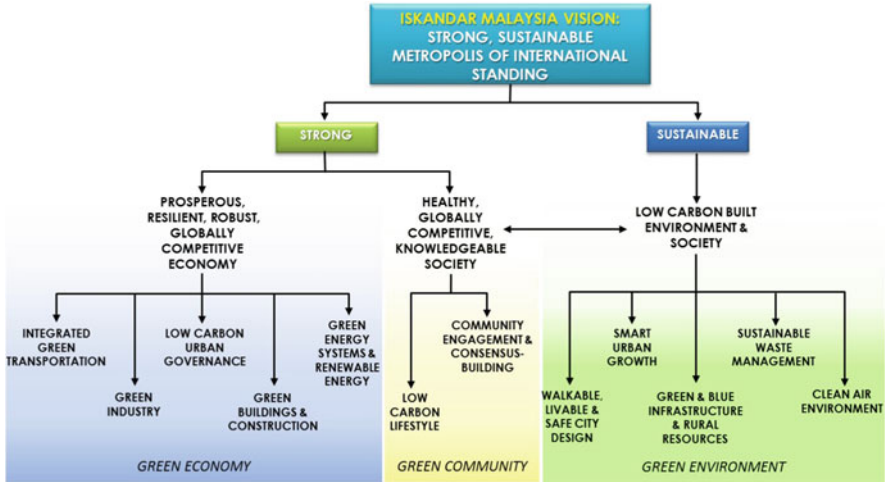 ISKANDAR MALAYSIA VISION:
STRONG, SUSTAINABLE
METROPOLIS OF INTERNATIONAL
STANDING
STRONG
SUSTAINABLE
PROSPEROUS,
RESILIENT, ROBUST,
GLOBALLY
COMPETITIVE
ECONOMY
HEALTHY,
GLOBALLY
COMPETITIVE,
KNOWLEDGEABLE
SOCIETY
LOW CARBON BUILT
ENVIRONMENT &
SOCIETY
INTEGRATED
GREEN
TRANSPORTATION
GREEN
INDUSTRY
LOW CARBON
URBAN
GOVERNANCE
GREEN
BUILDINGS &
CONSTRUCTION
GREEN
ENERGY
SYSTEMS &
RENEWABLE
ENERGY
LOW
CARBON
LIFESTYLE
COMMUNITY
ENGAGEMENT &
CONSENSUS-
BUILDING
WALKABLE,
LIVABLE &
SAFE CITY
DESIGN
SMART
URBAN
GROWTH
GREEN & BLUE
INFRASTRUCTURE
& RURAL
RESOURCES
SUSTAINABLE
WASTE
MANAGEMENT
CLEAN AIR
ENVIRONMENT
GREEN ECONOMY
GREEN COMMUNITY
GREEN ENVIRONMENT